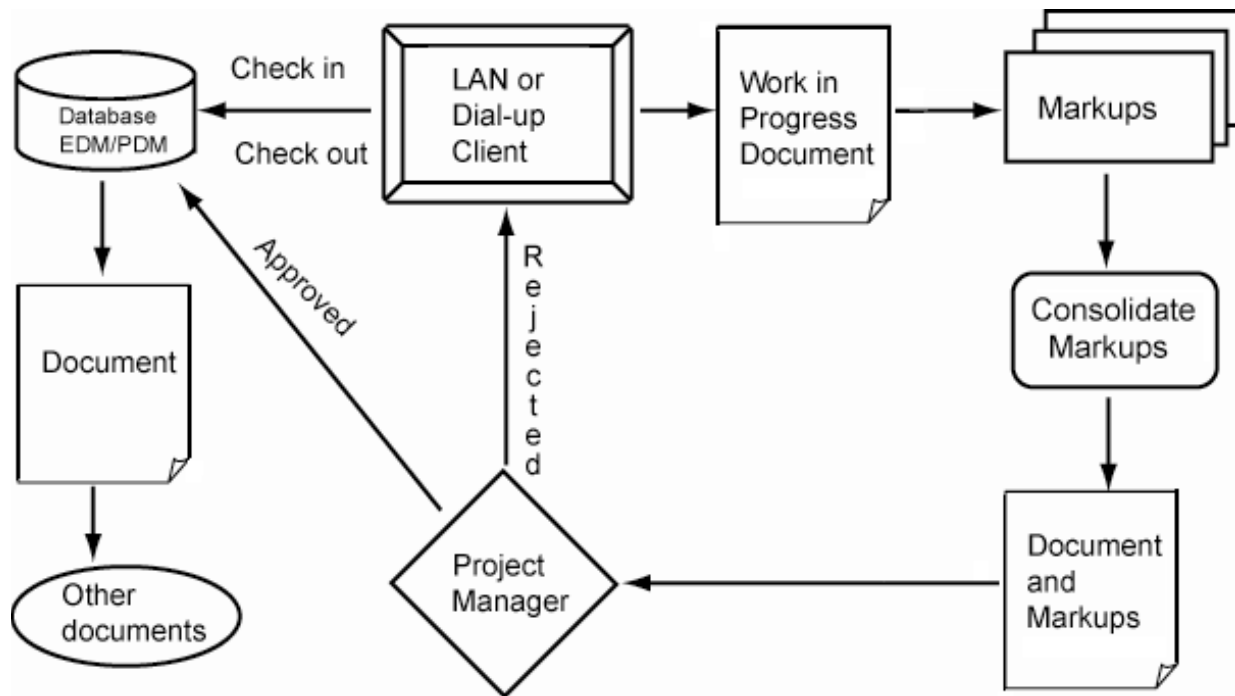 Check in
Database
EDM/PDM
Check out
LAN or
Dial-up
Client
Work in
Progress
Document
Markups
Approved
Rejected
Consolidate
Markups
Document
Project
Manager
Document
and
Markups
Other
documents